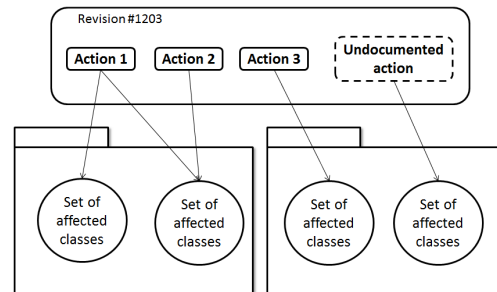 Revision #1203
Action 1
Action 2
Action 3
Undocumented
action
Set of
affected
classes
Set of
affected
classes
Set of
affected
classes
Set of
affected
classes